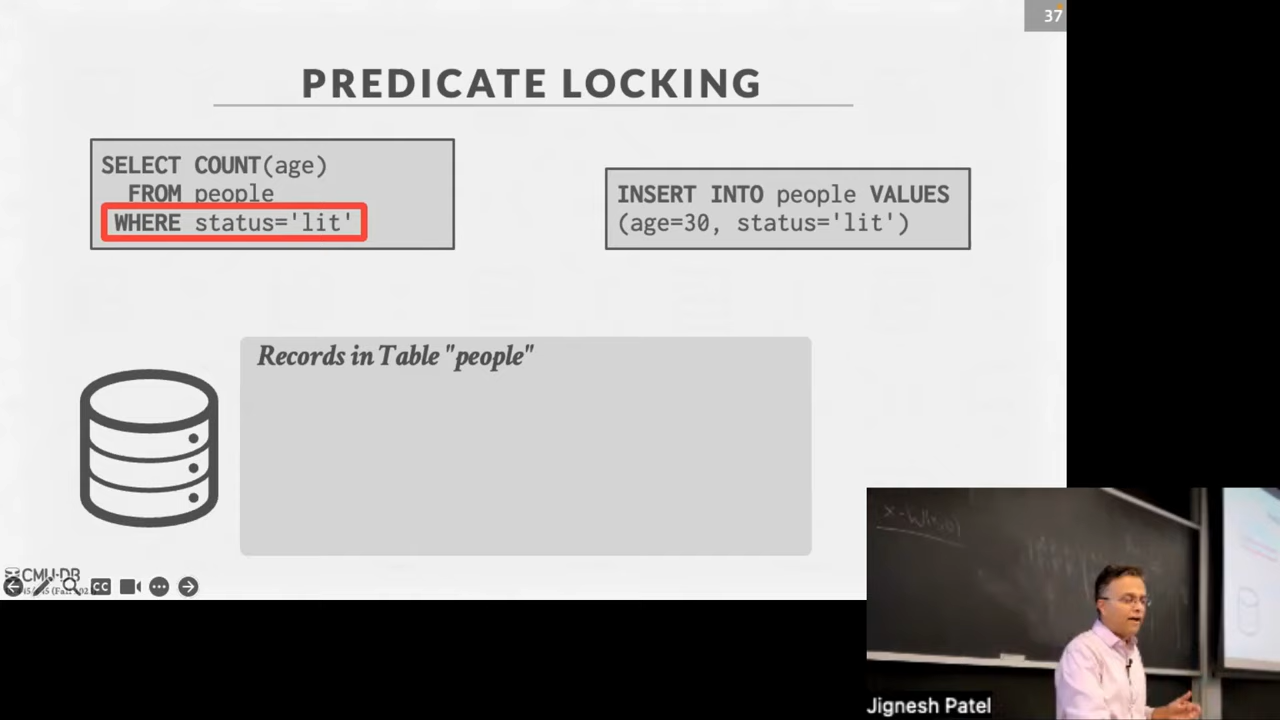 37
PREDICATE LOCKING
SELECT COUNT(age)
FROM people
WHERE status='lit'
INSERT INTO people VALUES
(age=30, status='lit')
Records in Table "people"
CMU·DB
CC
Jignesh Patel